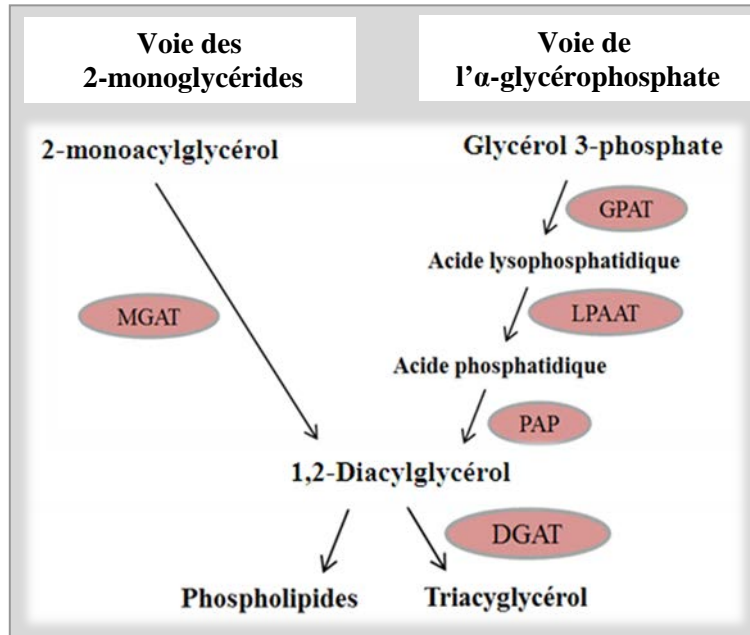 Voie des
2-monoglycérides
Voie de
l’α-glycérophosphate
2-monoacylglycérol
Glycérol 3-phosphate
GPAT
Acide lysophosphatidique
MGAT
LPAAT
Acide phosphatidique
PAP
1,2-Diacylglycérol
DGAT
Phospholipides
Triacyglycérol